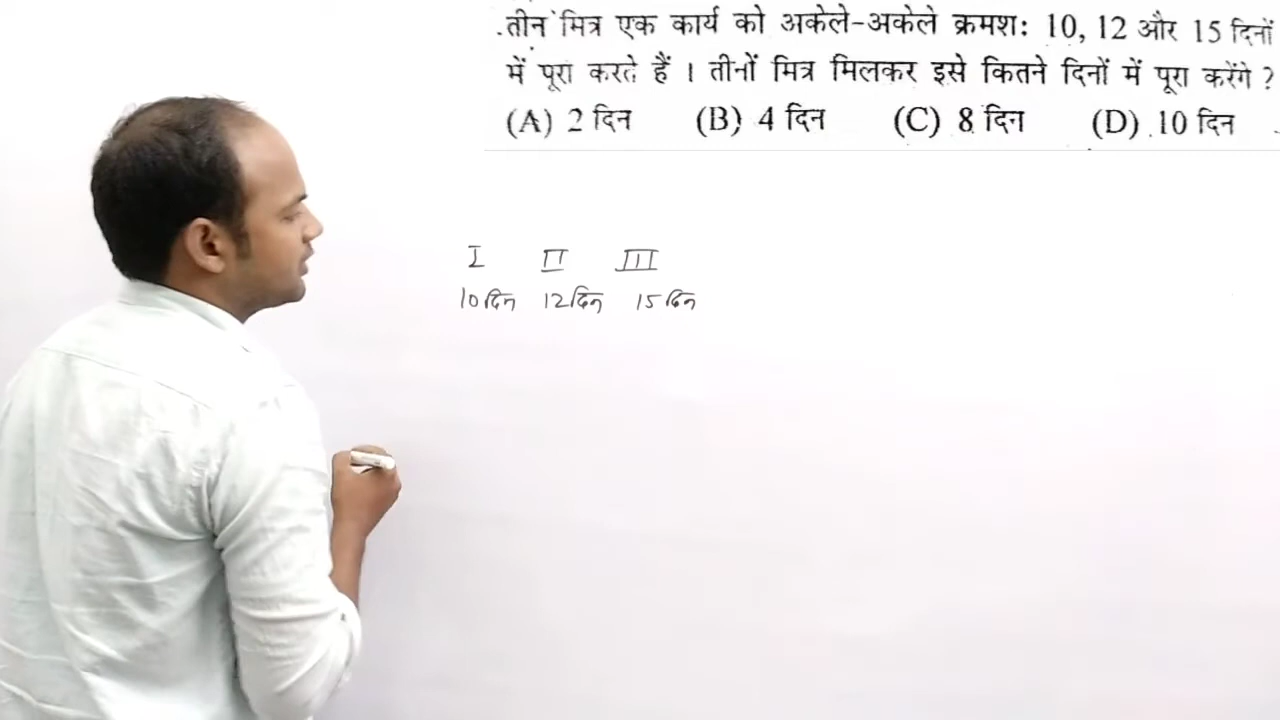 .तीन मित्र एक कार्य को अकेले-अकेले क्रमश: 10, 12 और 15 दिनों
में पूरा करते हैं । तीनों मित्र मिलकर इसे कितने दिनों में पूरा करेंगे ?
(A) 2 दिन (B) 4 दिन (C) 8 दिन (D) 10 दिन
I II III
10 दिन 12 दिन 15 दिन